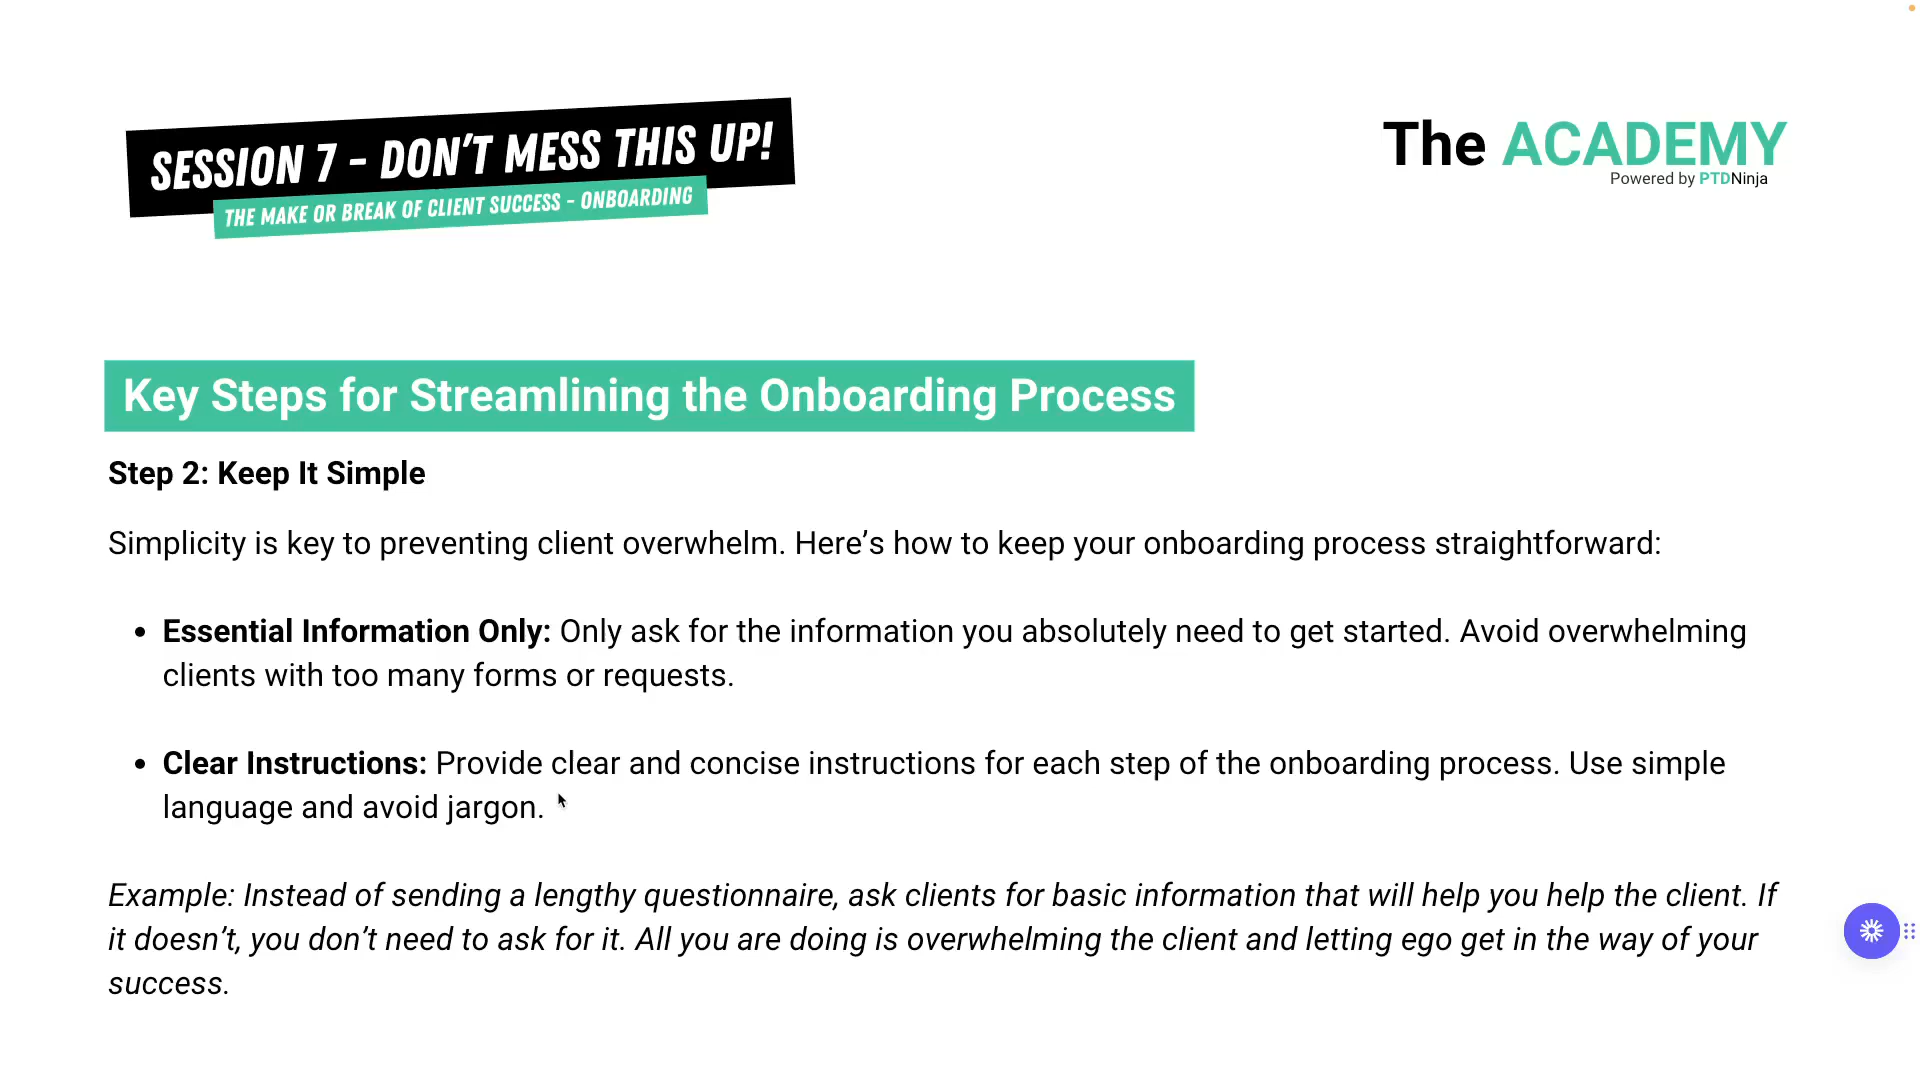 SESSION 7 - DON'T MESS THIS UP!
THE MAKE OR BREAK OF CLIENT SUCCESS - ONBOARDING
The ACADEMY
Powered by PTDNinja
Key Steps for Streamlining the Onboarding Process
Step 2: Keep It Simple
Simplicity is key to preventing client overwhelm. Here’s how to keep your onboarding process straightforward:
• Essential Information Only: Only ask for the information you absolutely need to get started. Avoid overwhelming
clients with too many forms or requests.
• Clear Instructions: Provide clear and concise instructions for each step of the onboarding process. Use simple
language and avoid jargon.
Example: Instead of sending a lengthy questionnaire, ask clients for basic information that will help you help the client. If
it doesn’t, you don’t need to ask for it. All you are doing is overwhelming the client and letting ego get in the way of your
success.